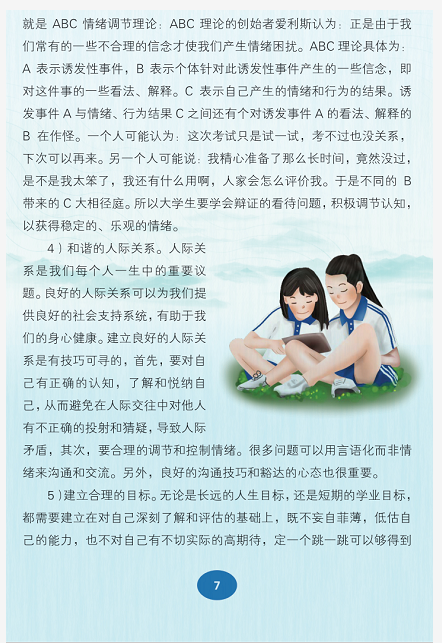 就是 ABC 情绪调节理论：ABC 理论的创始者爱利斯认为：正是由于我
们常有的一些不合理的信念才使我们产生情绪困扰。ABC理论具体为：
A 表示诱发性事件，B 表示个体针对此诱发性事件产生的一些信念，即
对这件事的一些看法、解释。C 表示自己产生的情绪和行为的结果。诱
发事件 A 与情绪、行为结果 C 之间还有个对诱发事件 A 的看法、解释的
B 在作怪。一个人可能认为：这次考试只是试一试，考不过也没关系，
下次可以再来。另一个人可能说：我精心准备了那么长时间，竟然没过，
是不是我太笨了，我还有什么用啊，人家会怎么评价我。于是不同的 B
带来的 C 大相径庭。所以大学生要学会辩证的看待问题，积极调节认知，
以获得稳定的、乐观的情绪。
4）和谐的人际关系。人际关
系是我们每个人一生中的重要议
题。良好的人际关系可以为我们提
供良好的社会支持系统，有助于我
们的身心健康。建立良好的人际关
系是有技巧可寻的，首先，要对自
己有正确的认知，了解和悦纳自
己，从而避免在人际交往中对他人
有不正确的投射和猜疑，导致人际
矛盾，其次，要合理的调节和控制情绪。很多问题可以用言语化而非情
绪来沟通和交流。另外，良好的沟通技巧和豁达的心态也很重要。
5）建立合理的目标。无论是长远的人生目标，还是短期的学业目标，
都需要建立在对自己深刻了解和评估的基础上，既不妄自菲薄，低估自
己的能力，也不对自己有不切实际的高期待，定一个跳一跳可以够得到
7